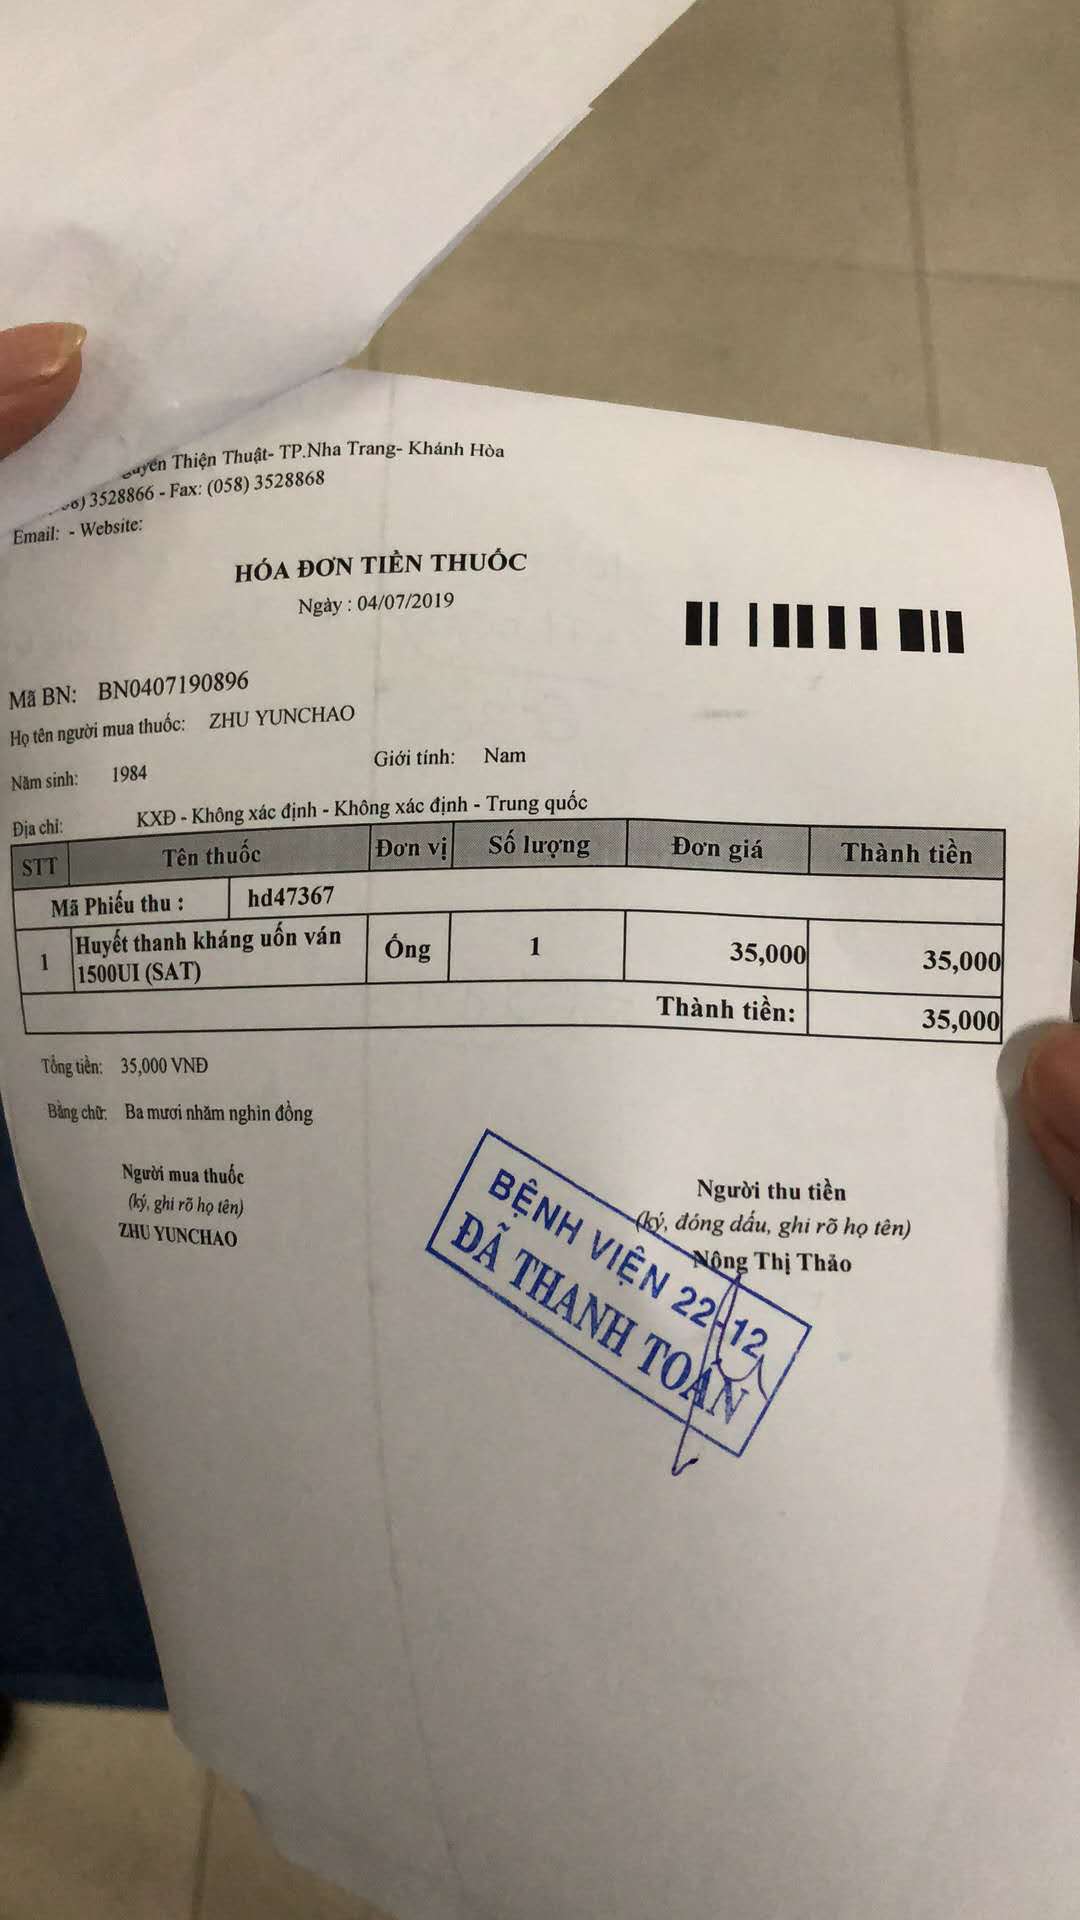 Thiện Thuật- TP.Nha Trang- Khánh Hòa
3528866 - Fax: (058) 3528868
Email: - Website:
HÓA ĐƠN TIỀN THUỐC
Ngày : 04/07/2019
Mã BN: BN0407190896
Họ tên người mua thuốc: ZHU YUNCHAO
Năm sinh: 1984 Giới tính: Nam
Địa chỉ: KXĐ - Không xác định - Không xác định - Trung quốc
STT Tên thuốc Đơn vị Số lượng Đơn giá Thành tiền
Mã Phiếu thu : hd47367
1 Huyết thanh kháng uốn ván 1500UI (SAT) Ống 1 35,000 35,000
Thành tiền: 35,000
Tổng tiền: 35,000 VNĐ
Bằng chữ: Ba mươi nhăm nghìn đồng
Người mua thuốc
(ký, ghi rõ họ tên)
ZHU YUNCHAO
Người thu tiền
(ký, đóng dấu, ghi rõ họ tên)
Nông Thị Thảo
BỆNH VIỆN 22-12
ĐÃ THANH TOÁN